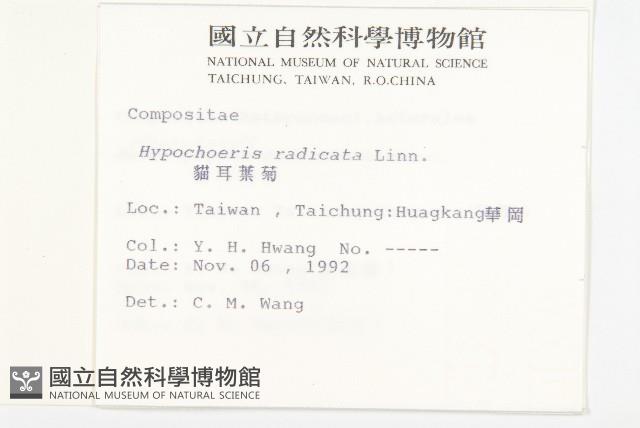 國立自然科學博物館
NATIONAL MUSEUM OF NATURAL SCIENCE
TAICHUNG, TAIWAN, R.O.CHINA
Compositae
Hypochoeris radicata Linn.
貓耳葉菊
Loc.: Taiwan , Taichung:Huagkang華岡
Col.: Y. H. Hwang No. -----
Date: Nov. 06 , 1992
Det.: C. M. Wang
國立自然科學博物館
NATIONAL MUSEUM OF NATURAL SCIENCE